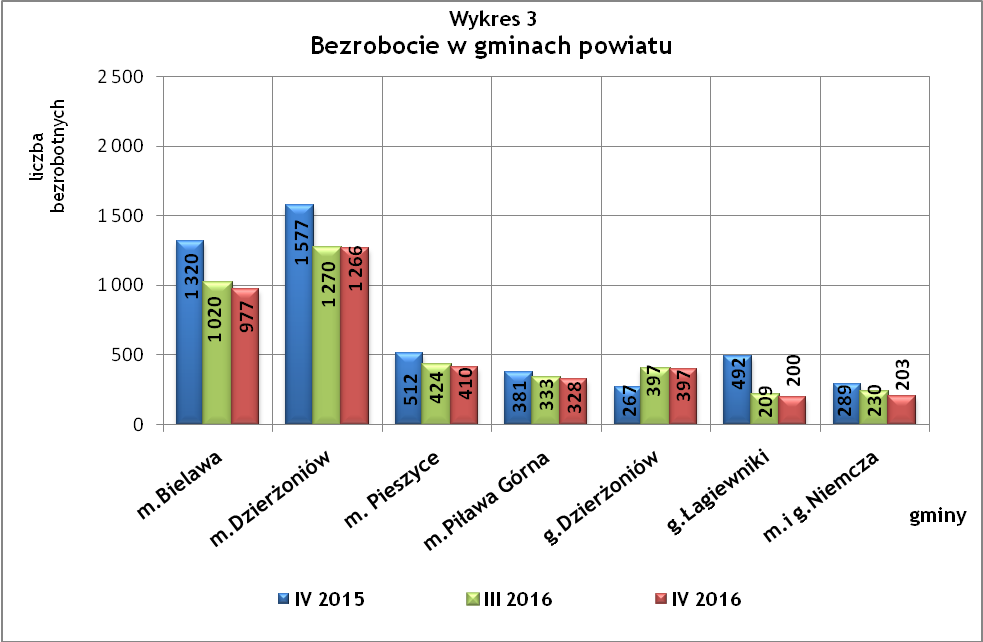 Wykres 3
Bezrobocie w gminach powiatu
liczba
bezrobotnych
2 500
2 000
1 500
1 000
500
0
1 320
1 020
977
1 577
1 270
1 266
512
424
410
381
333
328
267
397
397
492
209
200
289
230
203
m.Bielawa
m.Dzierżoniów
m. Pieszyce
m.Piława Górna
g.Dzierżoniów
g.Łagiewniki
m.i g.Niemcza
gminy
IV 2015
III 2016
IV 2016